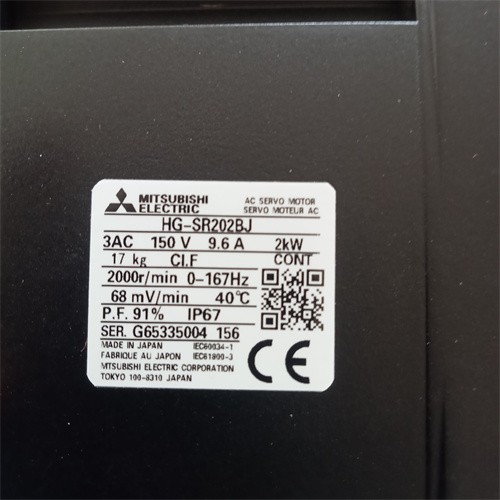 MITSUBISHI ELECTRIC
AC SERVO MOTOR
SERVO MOTEUR AC
HG-SR202BJ
3AC 150 V 9.6 A 2kW
17 kg CI.F CONT
2000r/min 0-167Hz
68 mV/min 40℃
P.F. 91% IP67
SER. G65335004 156
MADE IN JAPAN IEC60034-1
FABRIQUE AU JAPON IEC61800-3
MITSUBISHI ELECTRIC CORPORATION
TOKYO 100-8310 JAPAN
CE